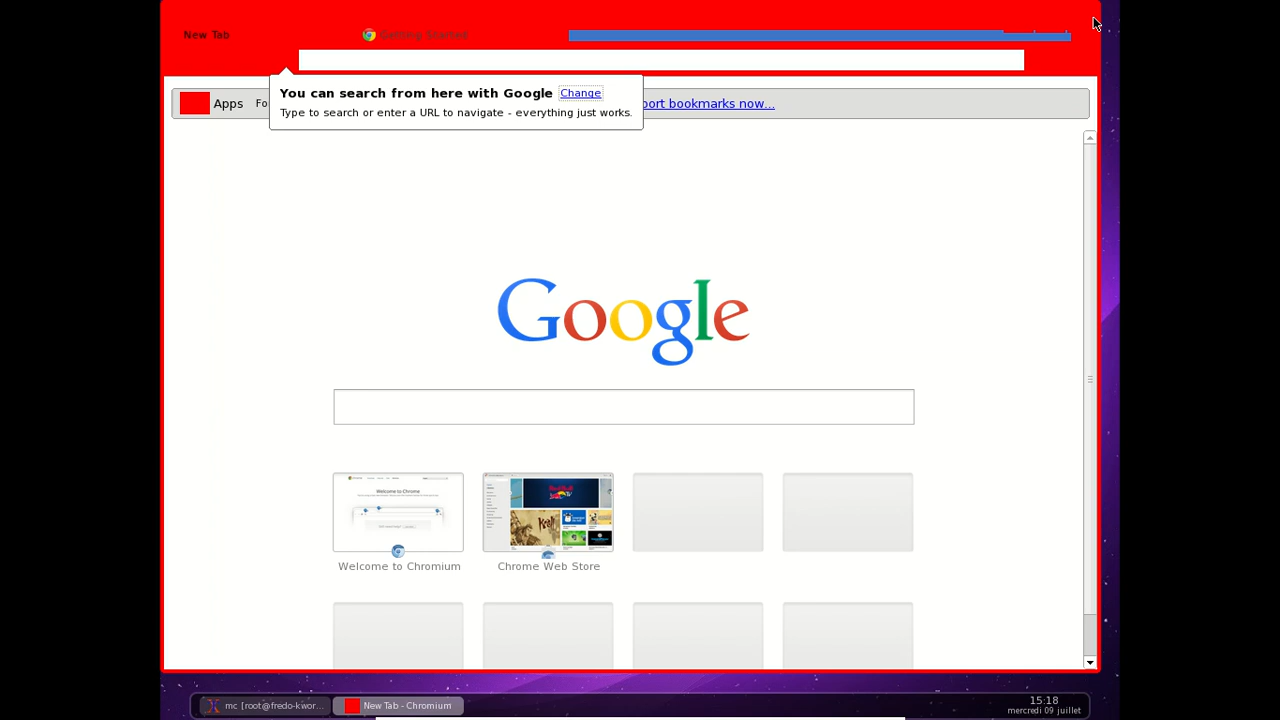 New Tab
Getting Started
You can search from here with Google Change
Type to search or enter a URL to navigate - everything just works.
Apps
bookmarks now...
Google
Welcome to Chromium
Chrome Web Store
mc [root@fredo-kwor...
New Tab - Chromium
15:18
mercredi 09 juillet